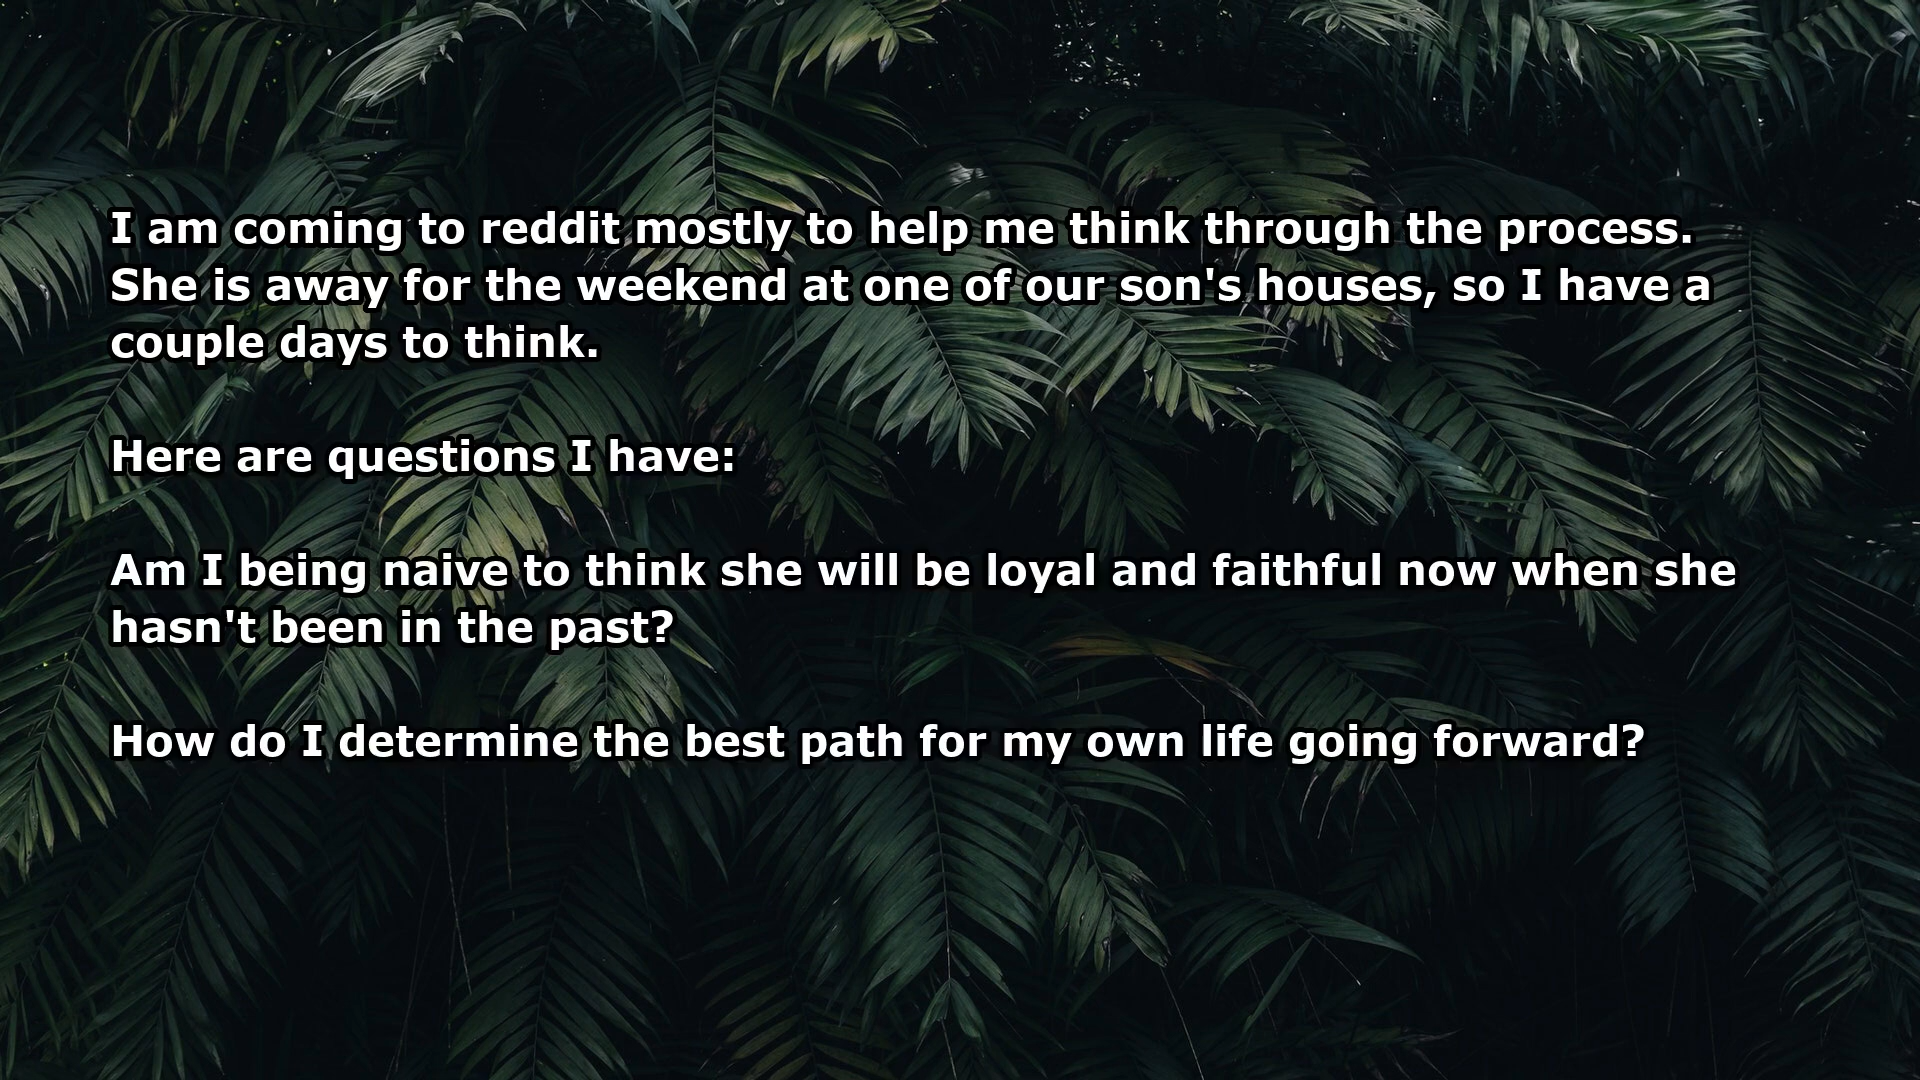 I am coming to reddit mostly to help me think through the process.
She is away for the weekend at one of our son's houses, so I have a
couple days to think.
Here are questions I have:
Am I being naive to think she will be loyal and faithful now when she
hasn't been in the past?
How do I determine the best path for my own life going forward?